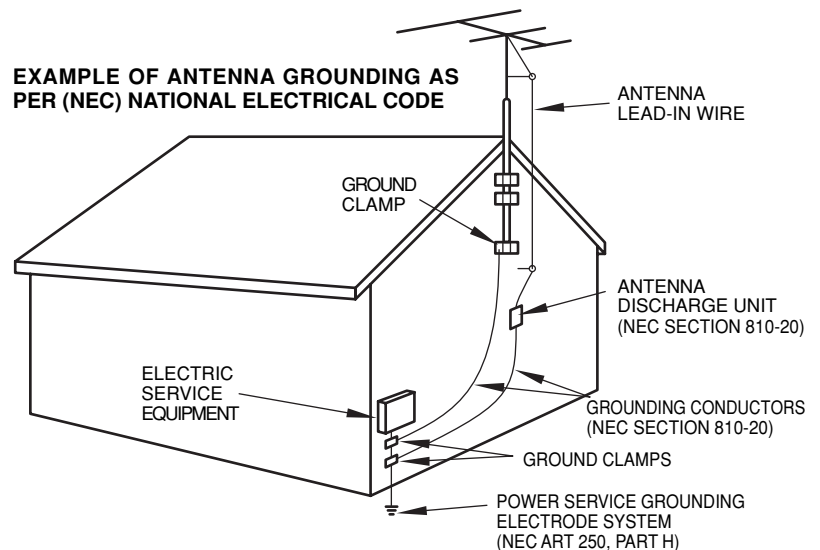 EXAMPLE OF ANTENNA GROUNDING AS
PER (NEC) NATIONAL ELECTRICAL CODE
ANTENNA
LEAD-IN WIRE
GROUND
CLAMP
ANTENNA
DISCHARGE UNIT
(NEC SECTION 810-20)
ELECTRIC
SERVICE
EQUIPMENT
GROUNDING CONDUCTORS
(NEC SECTION 810-20)
GROUND CLAMPS
POWER SERVICE GROUNDING
ELECTRODE SYSTEM
(NEC ART 250, PART H)